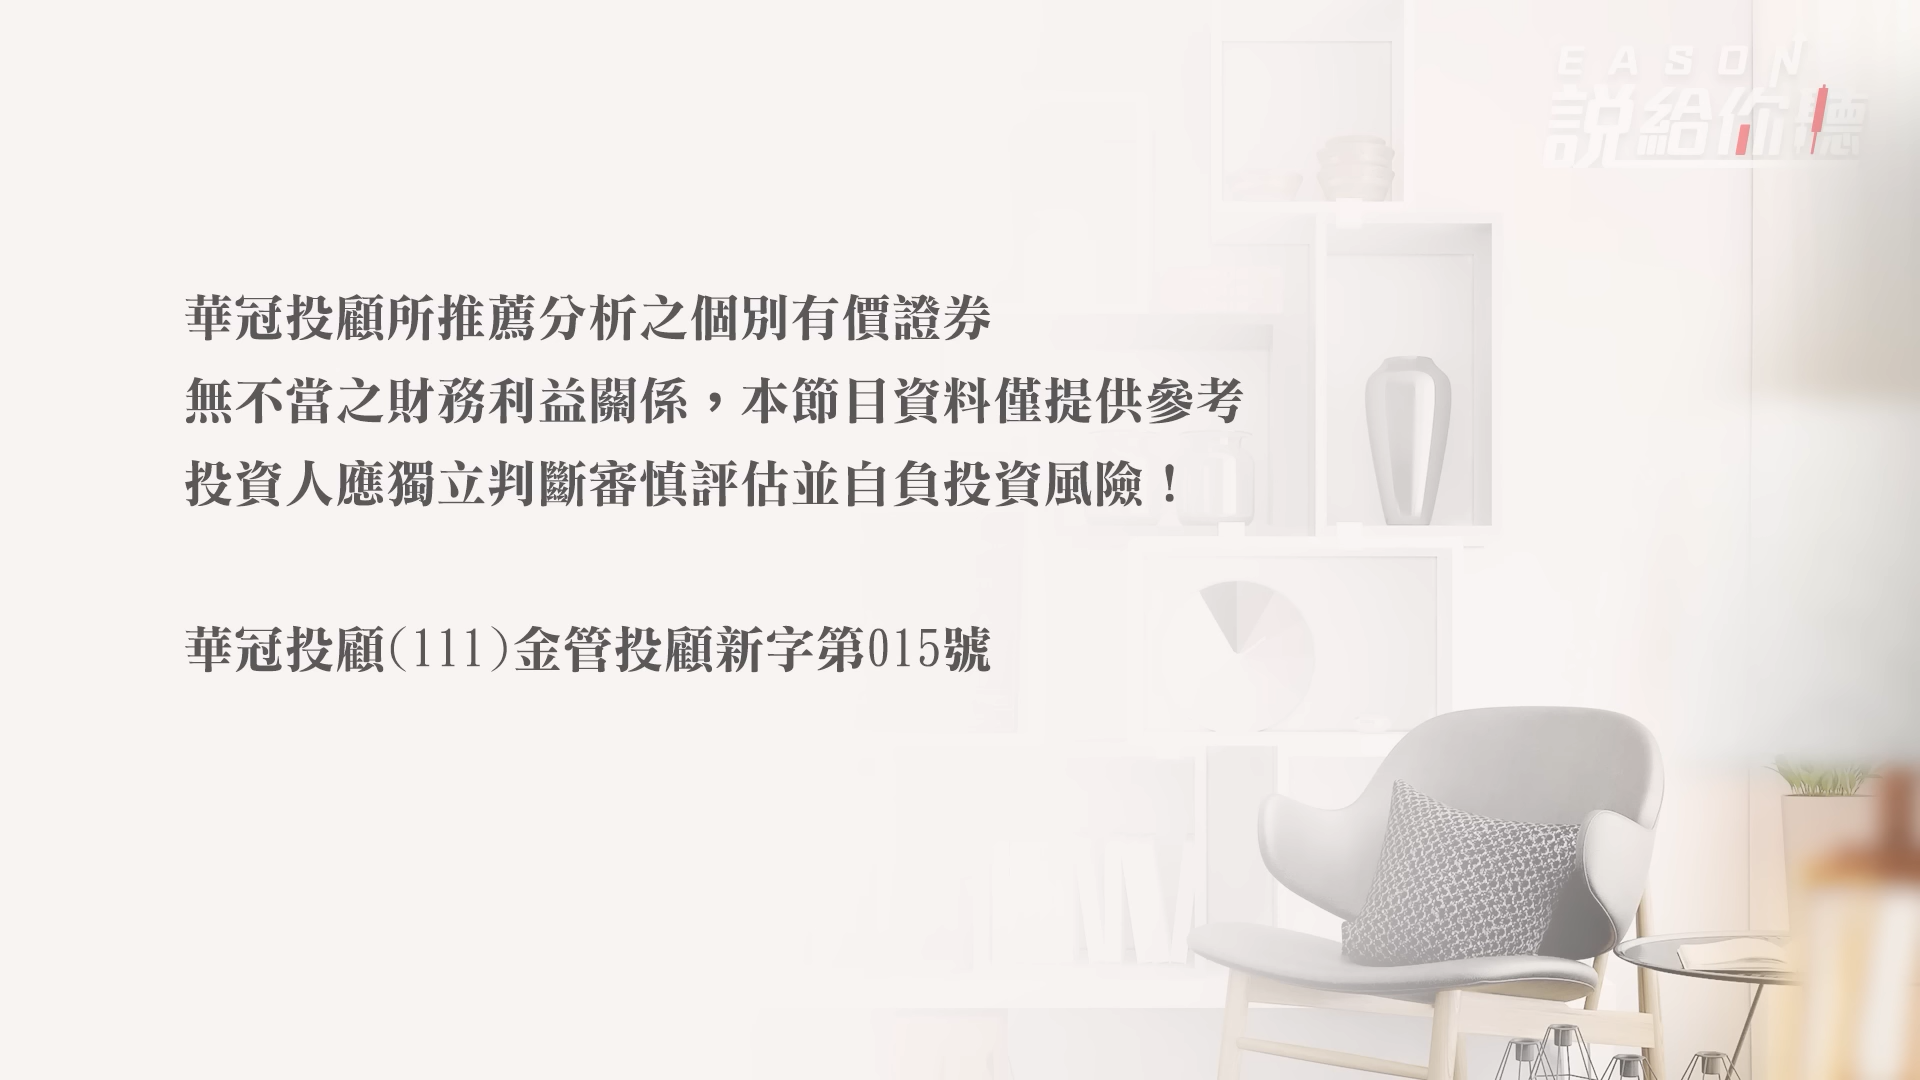 EASON
說給你聽
華冠投顧所推薦分析之個別有價證券
無不當之財務利益關係，本節目資料僅提供參考
投資人應獨立判斷審慎評估並自負投資風險！
華冠投顧(111)金管投顧新字第015號